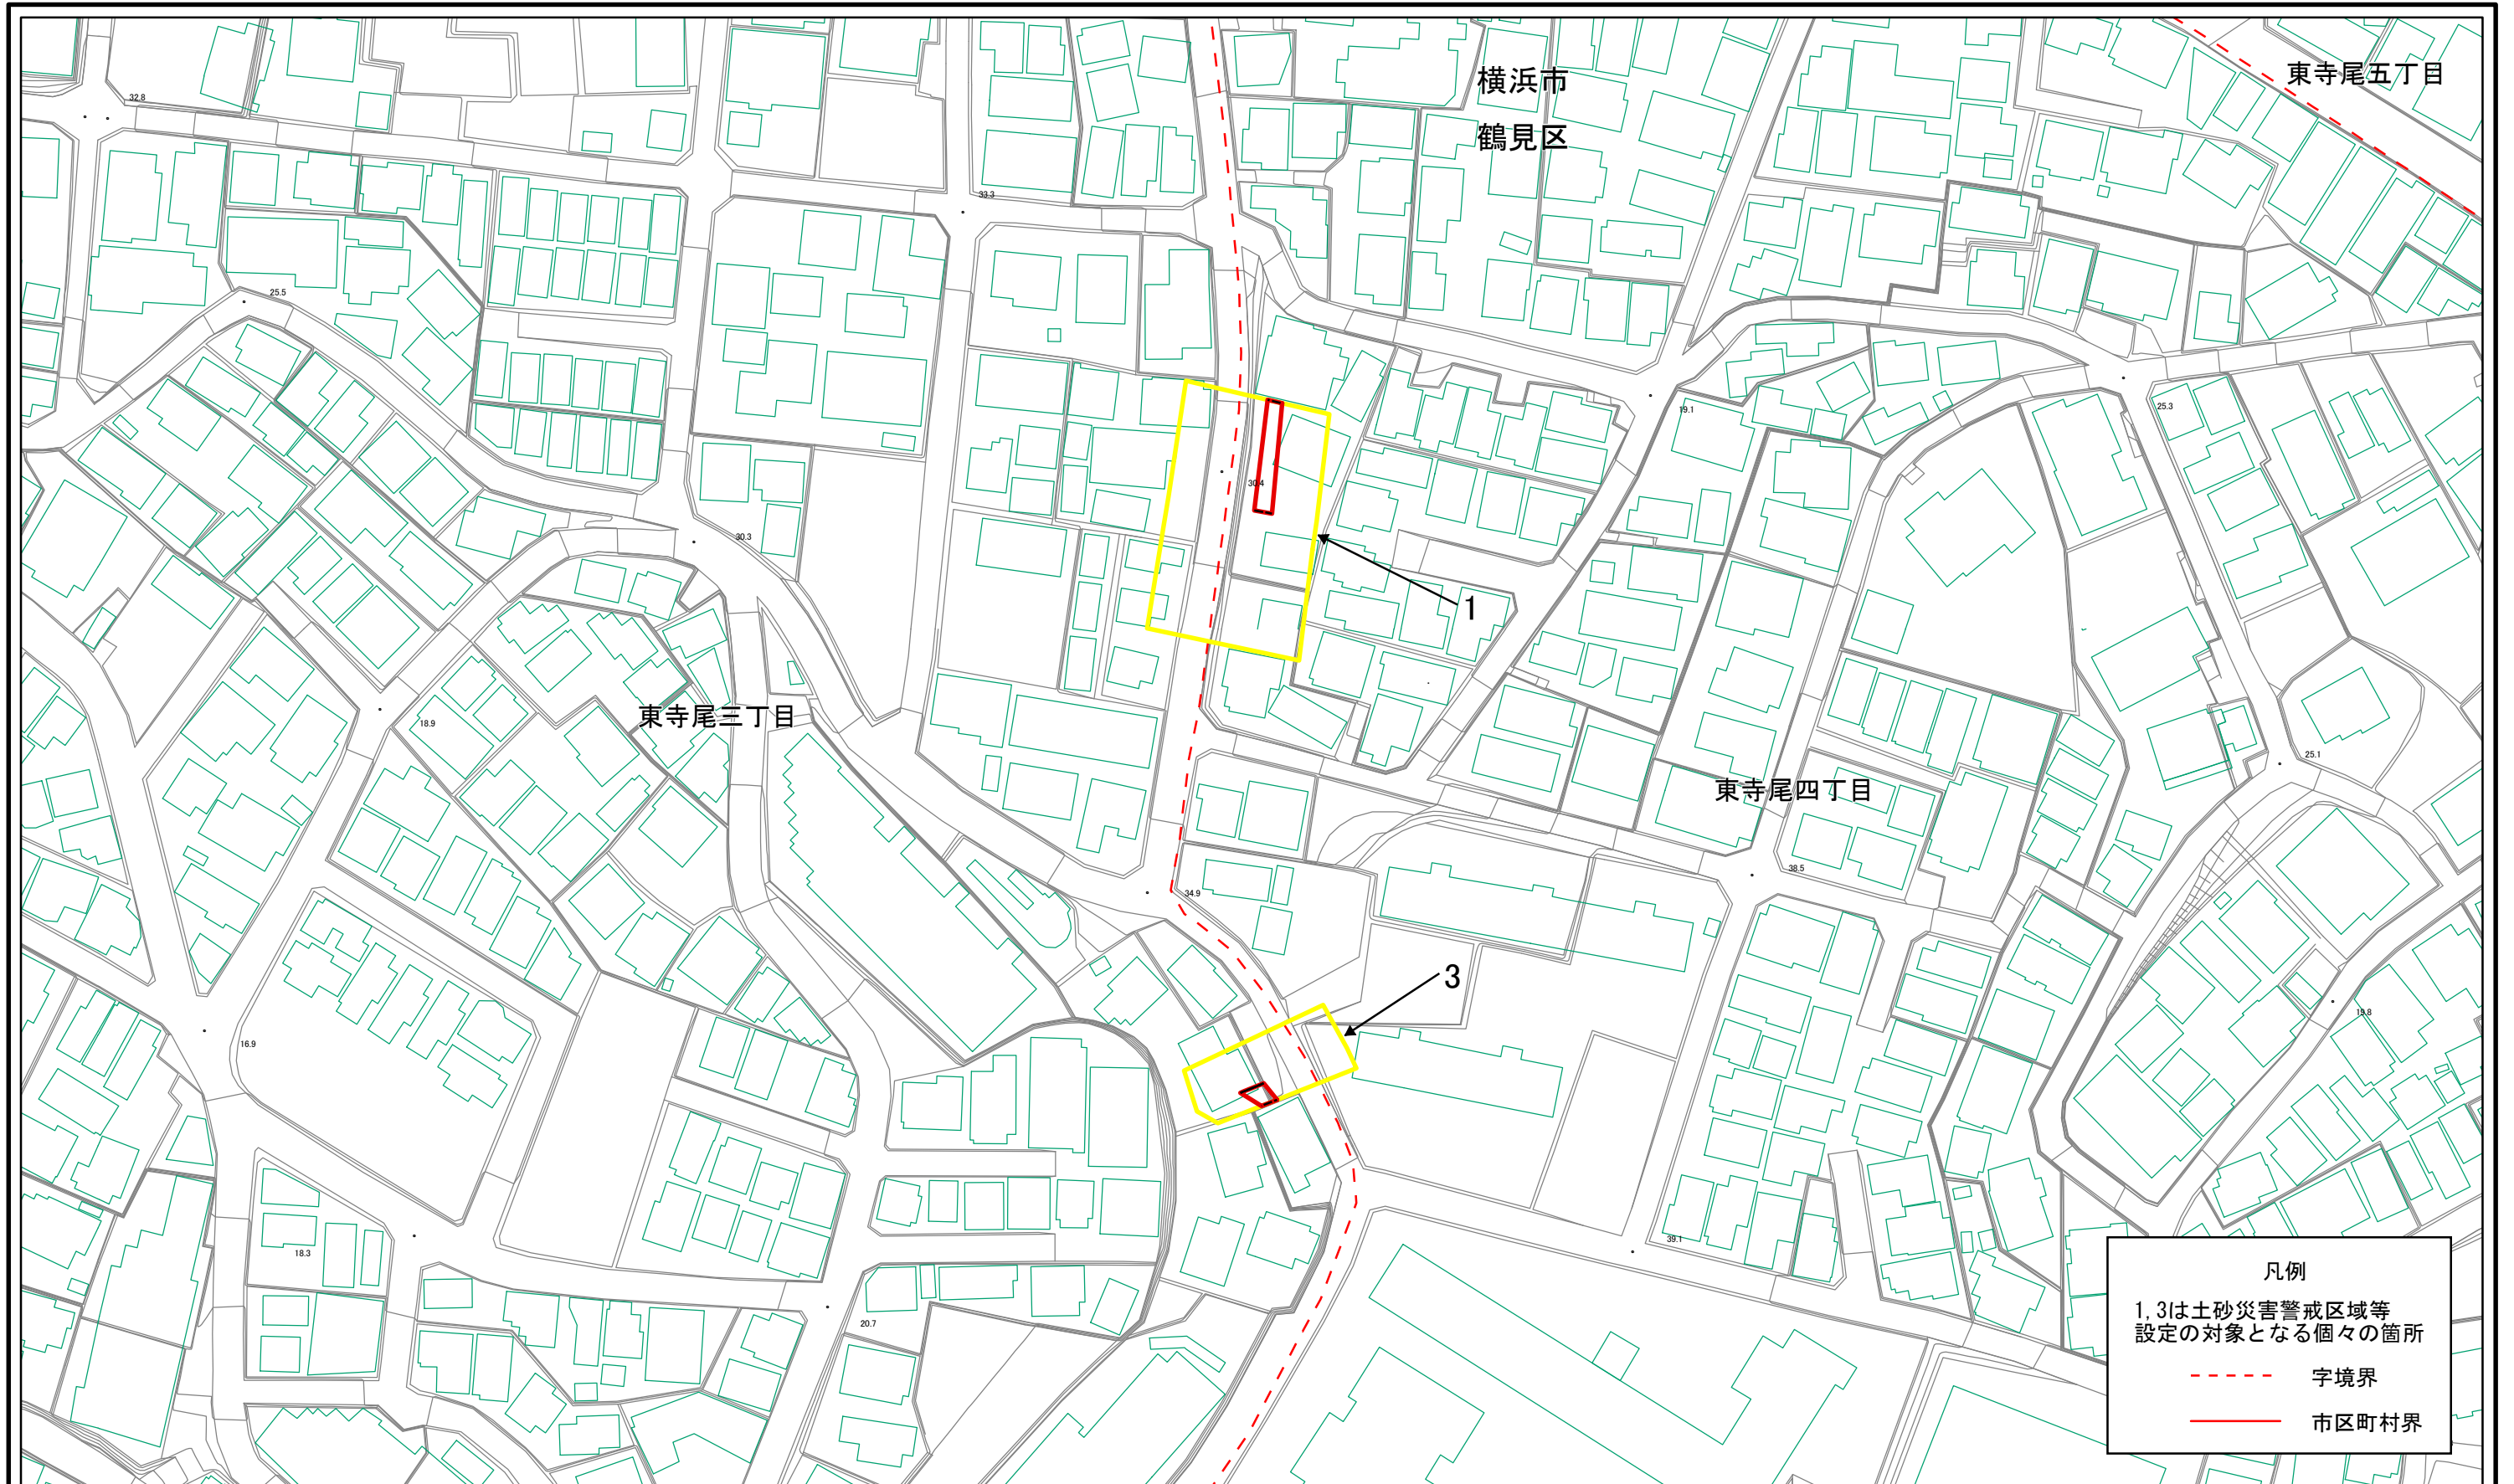 横浜市
鶴見区
東寺尾五丁目
32.8
33.3
25.5
19.1
25.3
30.4
30.3
1
18.9
東寺尾三丁目
25.1
東寺尾四丁目
38.5
34.9
3
19.8
16.9
39.1
18.3
20.7
凡例
1,3は土砂災害警戒区域等
設定の対象となる個々の箇所
字境界
市区町村界